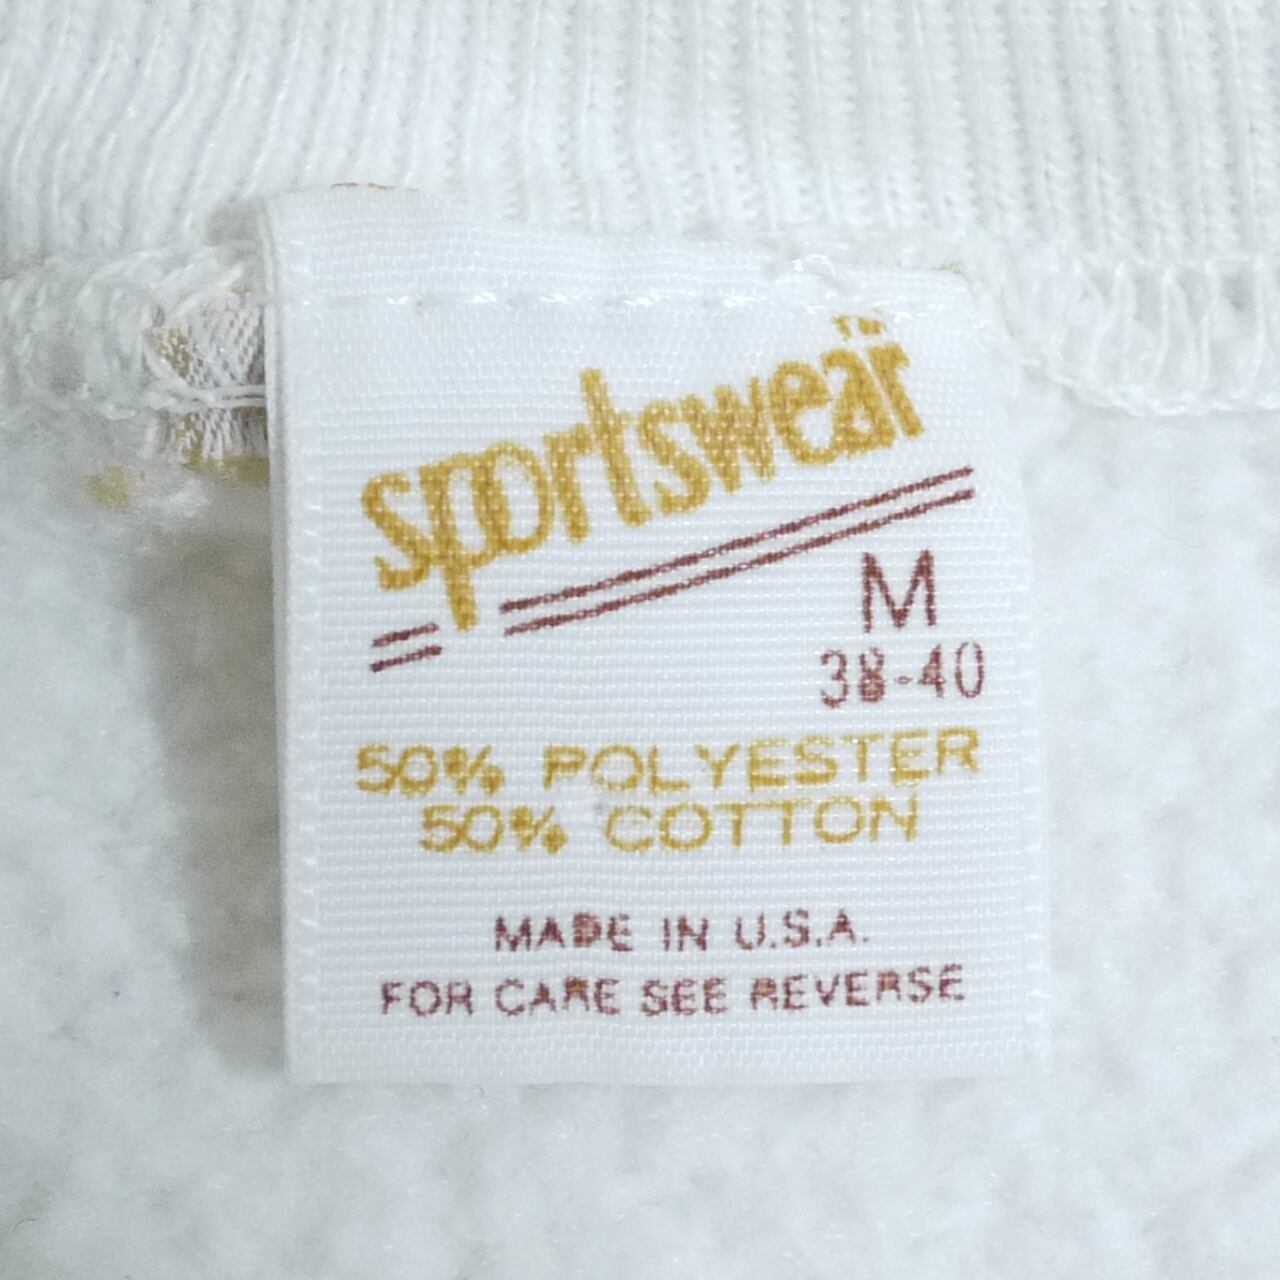 sportswear
M
38-40
50% POLYESTER
50% COTTON
MADE IN U.S.A.
FOR CARE SEE REVERSE